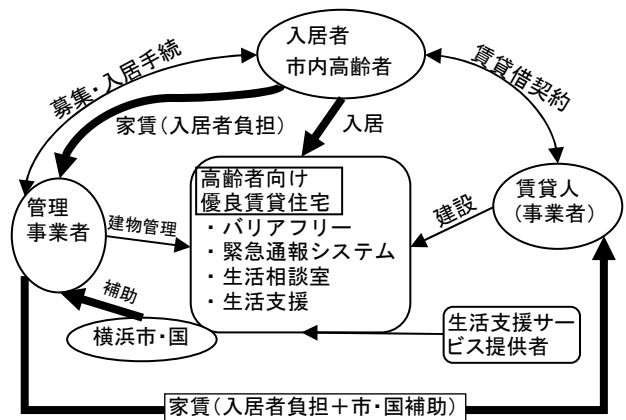 入居者
市内高齢者
募集・入居手続
賃貸借契約
家賃（入居者負担）
入居
高齢者向け
優良賃貸住宅
・バリアフリー
・緊急通報システム
・生活相談室
・生活支援
管理
事業者
建物管理
建設
賃貸人
（事業者）
補助
横浜市・国
生活支援サー
ビス提供者
家賃（入居者負担＋市・国補助）